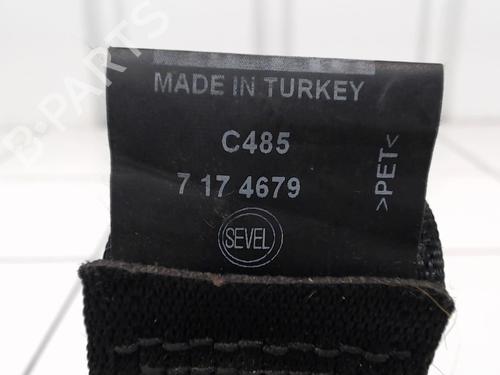 MADE IN TURKEY
C485
7 17 4679
SEVEL
>PET<
B-PARTS